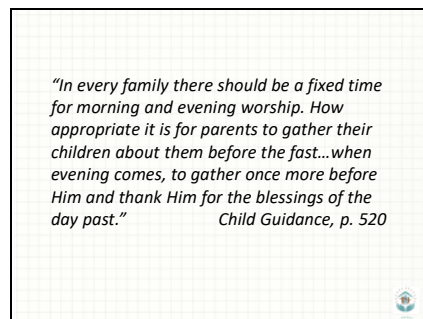 “In every family there should be a fixed time
for morning and evening worship. How
appropriate it is for parents to gather their
children about them before the fast…when
evening comes, to gather once more before
Him and thank Him for the blessings of the
day past.” Child Guidance, p. 520